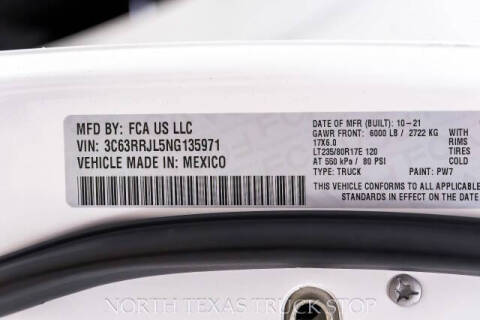 MFD BY: FCA US LLC
VIN: 3C63RRJL5NG135971
VEHICLE MADE IN: MEXICO
DATE OF MFR (BUILT): 10-21
GAWR FRONT: 6000 LB / 2722 KG WITH
17X6.0 RIMS
LT235/80R17E 120 TIRES
AT 550 kPa / 80 PSI COLD
TYPE: TRUCK PAINT: PW7
THIS VEHICLE CONFORMS TO ALL APPLICABLE
STANDARDS IN EFFECT ON THE DATE
NORTH TEXAS TRUCK STOP